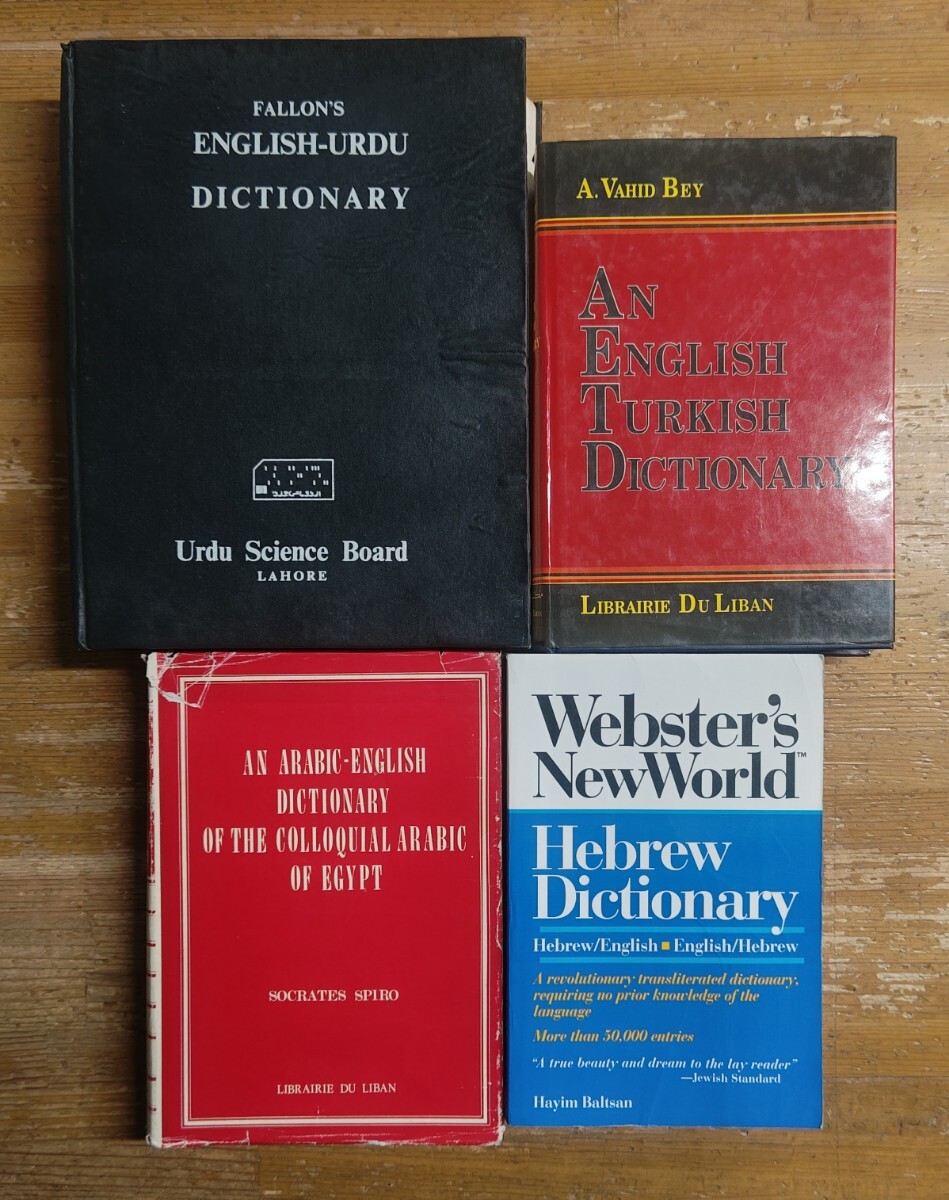 FALLON'S
ENGLISH-URDU
DICTIONARY
Urdu Science Board
LAHORE
A. VAHID BEY
AN
ENGLISH
TURKISH
DICTIONARY
LIBRAIRIE DU LIBAN
AN ARABIC-ENGLISH
DICTIONARY
OF THE COLLOQUIAL ARABIC
OF EGYPT
SOCRATES SPIRO
LIBRAIRIE DU LIBAN
Webster's
NewWorld™
Hebrew
Dictionary
Hebrew/English ■ English/Hebrew
A revolutionary transliterated dictionary,
requiring no prior knowledge of the
language
More than 50,000 entries
"A true beauty and dream to the lay reader"
—Jewish Standard
Hayim Baltsan